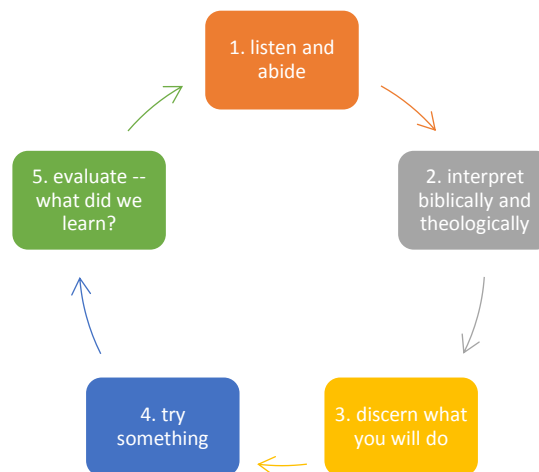 1. listen and
abide
2. interpret
biblically and
theologically
3. discern what
you will do
4. try
something
5. evaluate --
what did we
learn?